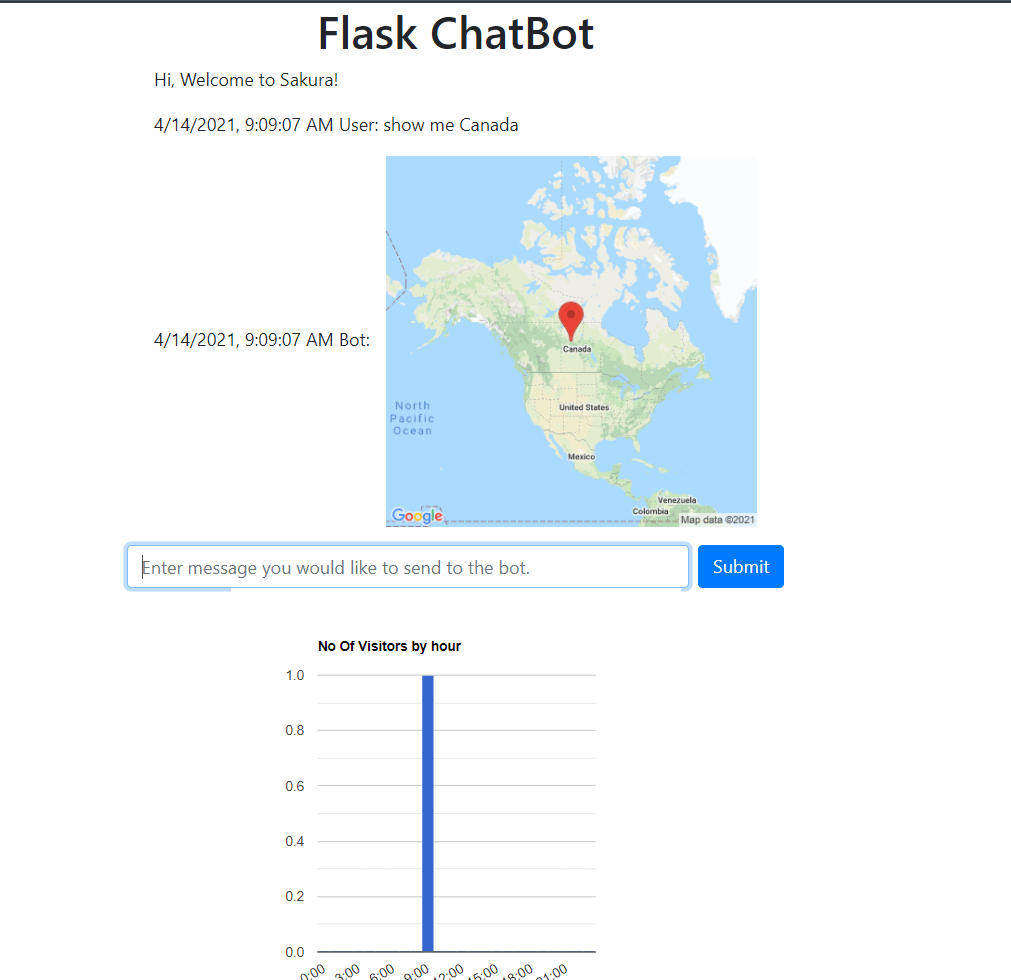 Flask ChatBot
Hi, Welcome to Sakura!
4/14/2021, 9:09:07 AM User: show me Canada
4/14/2021, 9:09:07 AM Bot:
Canada
United States
North
Pacific
Ocean
Mexico
Venezuela
Colombia
Google
Map data ©2021
Enter message you would like to send to the bot.
Submit
No Of Visitors by hour
1.0
0.8
0.6
0.4
0.2
0.0
0:00 3:00 6:00 9:00 12:00 15:00 18:00 21:00